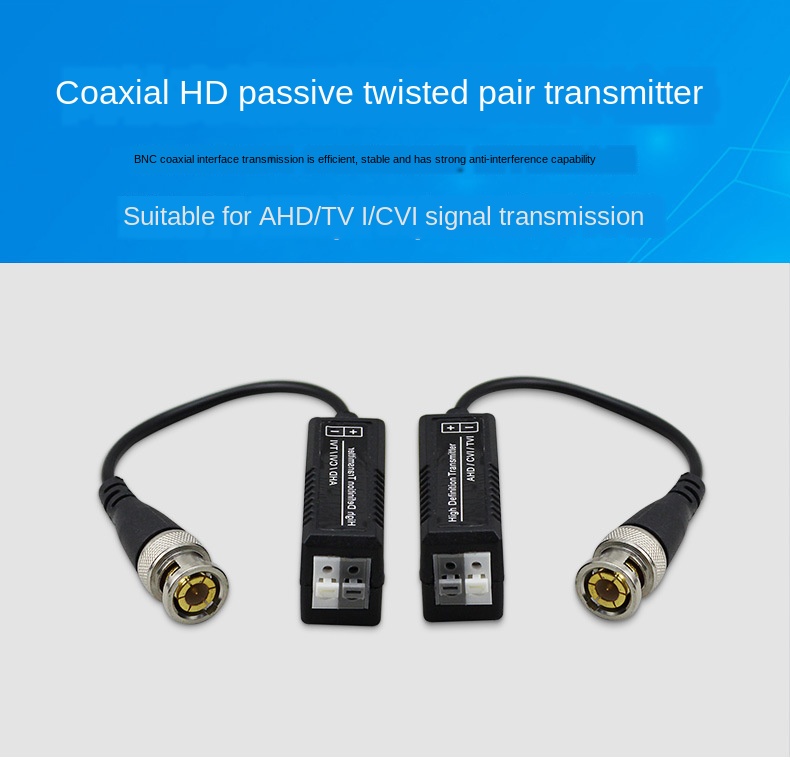 Coaxial HD passive twisted pair transmitter
BNC coaxial interface transmission is efficient, stable and has strong anti-interference capability
Suitable for AHD/TV I/CVI signal transmission
High Definition Transmitter
AHD / CVI / TVI
+ −
High Definition Transmitter
AHD / CVI / TVI
+ −